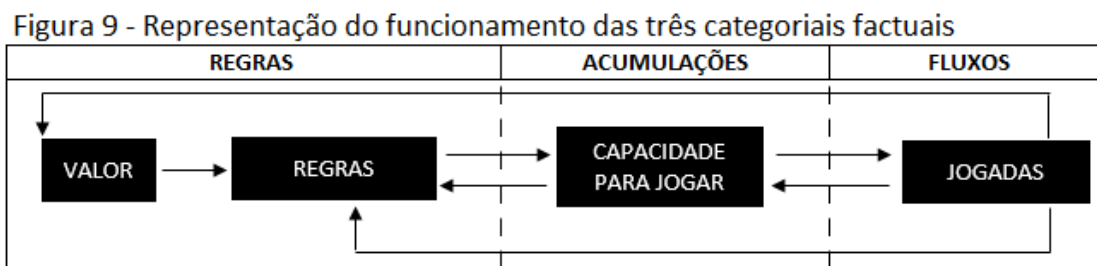 Figura 9 - Representação do funcionamento das três categoriais factuais
REGRAS
ACUMULAÇÕES
FLUXOS
VALOR
REGRAS
CAPACIDADE
PARA JOGAR
JOGADAS